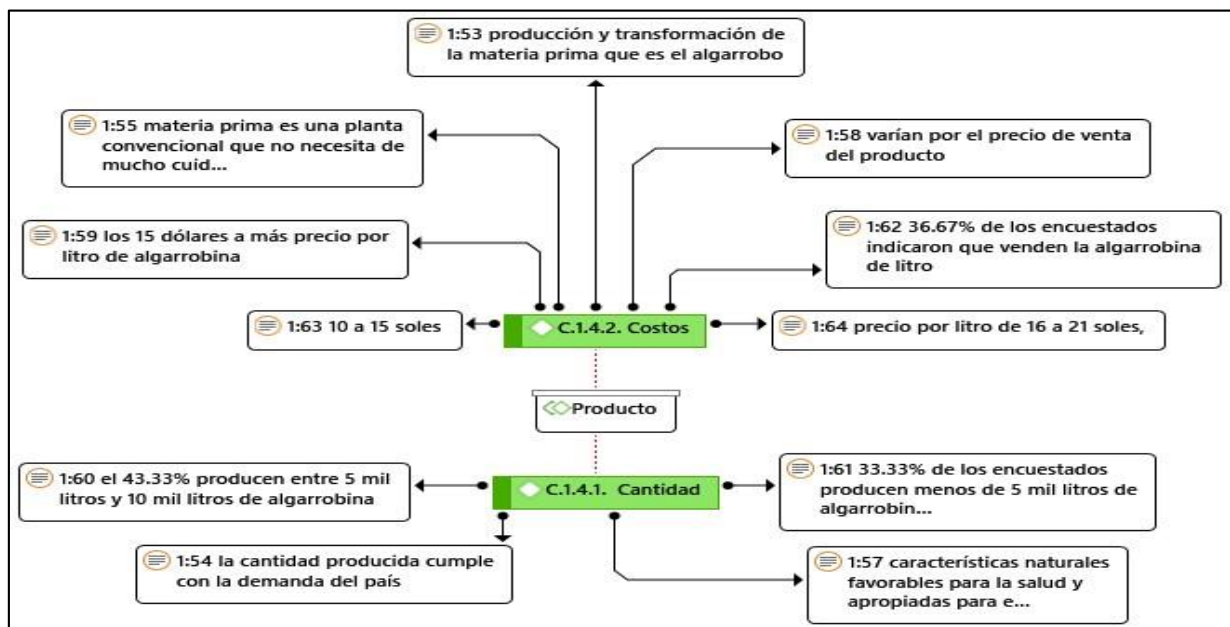 1:53 producción y transformación de
la materia prima que es el algarrobo
1:55 materia prima es una planta
convencional que no necesita de
mucho cuid...
1:58 varían por el precio de venta
del producto
1:59 los 15 dólares a más precio por
litro de algarrobina
1:62 36.67% de los encuestados
indicaron que venden la algarrobina
de litro
1:63 10 a 15 soles
C.1.4.2. Costos
1:64 precio por litro de 16 a 21 soles,
Producto
1:60 el 43.33% producen entre 5 mil
litros y 10 mil litros de algarrobina
C.1.4.1. Cantidad
1:61 33.33% de los encuestados
producen menos de 5 mil litros de
algarrobin...
1:54 la cantidad producida cumple
con la demanda del país
1:57 características naturales
favorables para la salud y
apropiadas para e...